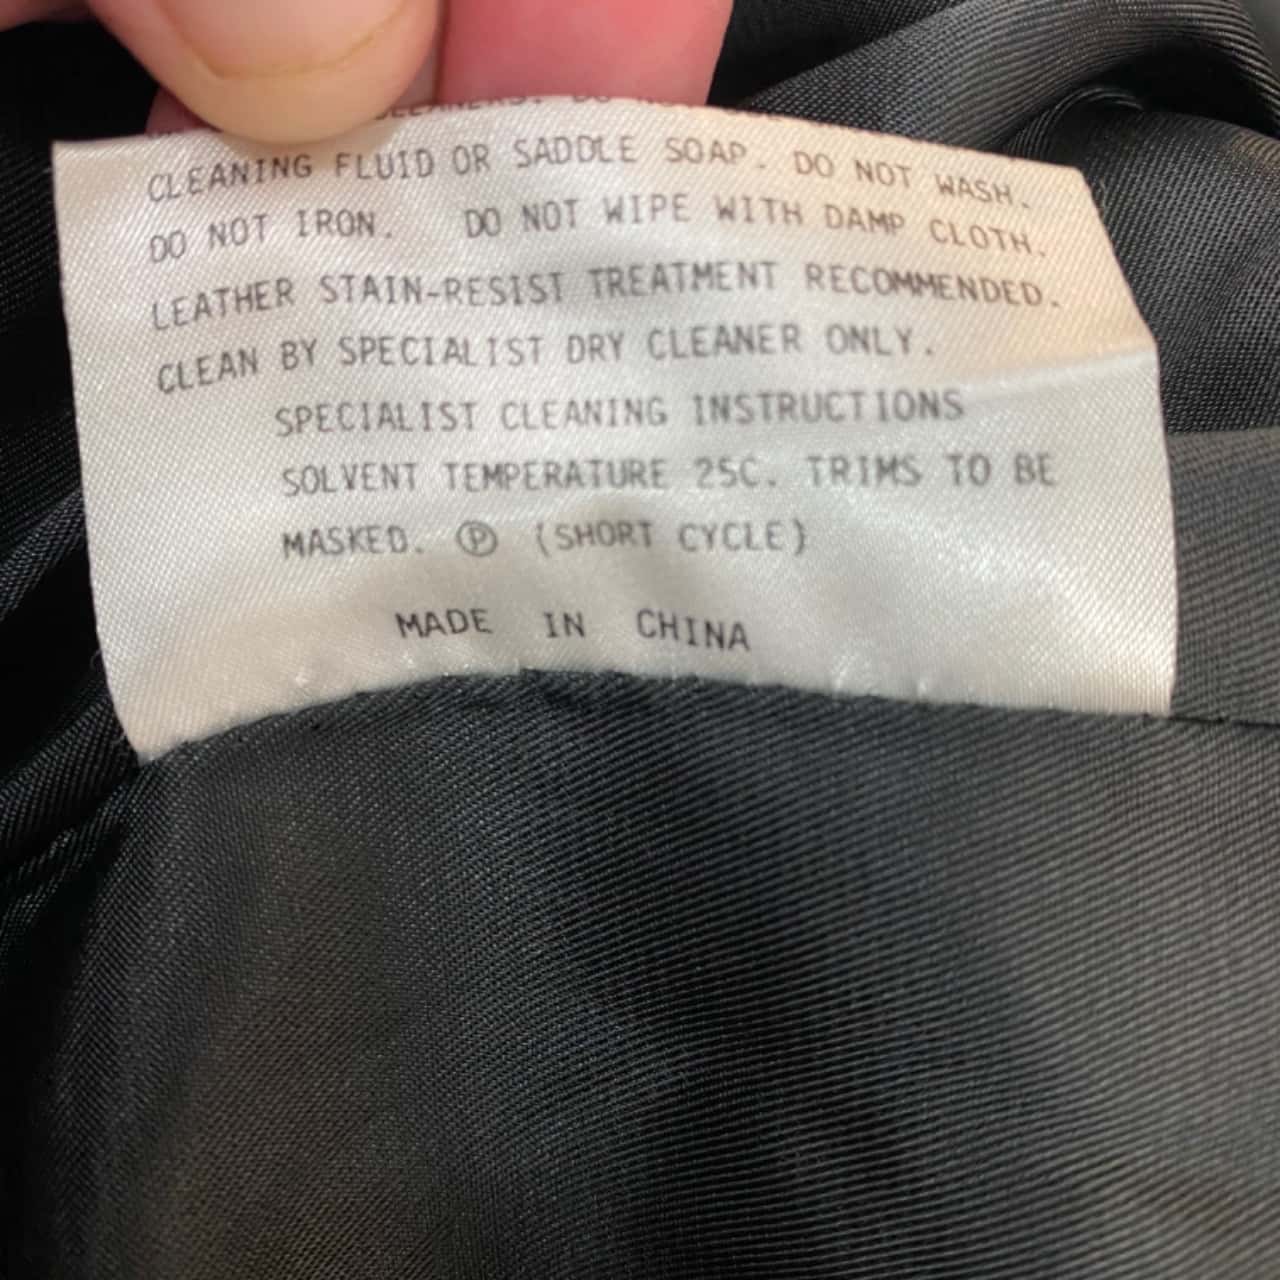 CLEANING FLUID OR SADDLE SOAP. DO NOT WASH.
DO NOT IRON. DO NOT WIPE WITH DAMP CLOTH.
LEATHER STAIN-RESIST TREATMENT RECOMMENDED.
CLEAN BY SPECIALIST DRY CLEANER ONLY.
SPECIALIST CLEANING INSTRUCTIONS
SOLVENT TEMPERATURE 25C. TRIMS TO BE
MASKED. Ⓟ (SHORT CYCLE)
MADE IN CHINA